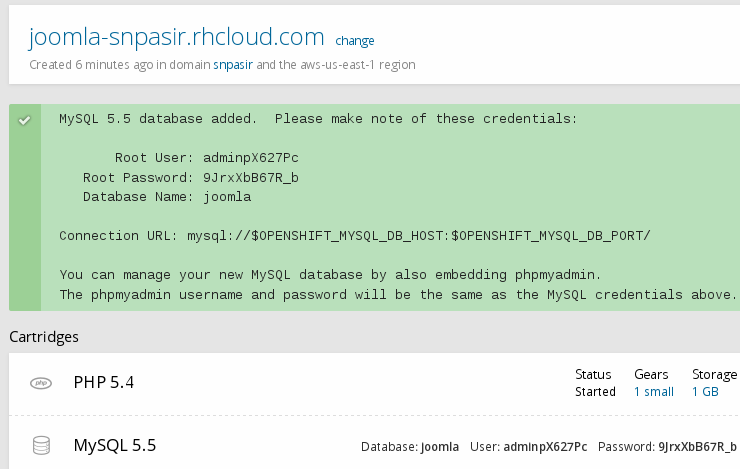 joomla-snpasir.rhcloud.com change
Created 6 minutes ago in domain snpasir and the aws-us-east-1 region
MySQL 5.5 database added. Please make note of these credentials:
Root User: adminpX627Pc
Root Password: 9JrxXbB67R_b
Database Name: joomla
Connection URL: mysql://$OPENSHIFT_MYSQL_DB_HOST:$OPENSHIFT_MYSQL_DB_PORT/
You can manage your new MySQL database by also embedding phpmyadmin.
The phpmyadmin username and password will be the same as the MySQL credentials above.
Cartridges
Status Gears Storage
php PHP 5.4
Started 1 small 1 GB
MySQL 5.5 Database: joomla User: adminpX627Pc Password: 9JrxXbB67R_b